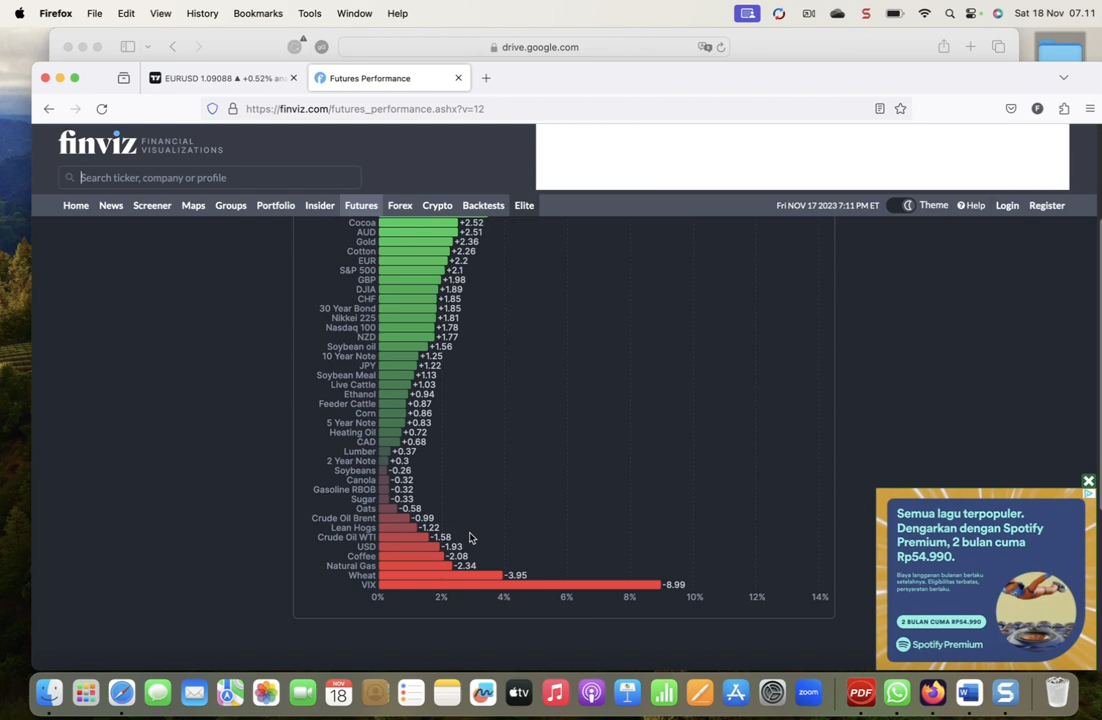 Firefox File Edit View History Bookmarks Tools Window Help
Sat 18 Nov 07.11
drive.google.com
EURUSD 1.09088 ▲ +0.52% an
Futures Performance
https://finviz.com/futures_performance.ashx?v=12
finviz FINANCIAL
VISUALIZATIONS
Search ticker, company or profile
Home News Screener Maps Groups Portfolio Insider Futures Forex Crypto Backtests Elite
FRI NOV 17 2023 7:11 PM ET Theme Help Login Register
Cocoa +2.52
AUD +2.51
Gold +2.36
Cotton +2.26
EUR +2.2
S&P 500 +2.1
GBP +1.98
DJIA +1.89
CHF +1.85
30 Year Bond +1.85
Nikkei 225 +1.81
Nasdaq 100 +1.78
NZD +1.77
Soybean oil +1.56
10 Year Note +1.25
JPY +1.22
Soybean Meal +1.13
Live Cattle +1.03
Ethanol +0.94
Feeder Cattle +0.87
Corn +0.86
5 Year Note +0.83
Heating Oil +0.72
CAD +0.68
Lumber +0.37
2 Year Note +0.3
Soybeans -0.26
Canola -0.32
Gasoline RBOB -0.32
Sugar -0.33
Oats -0.58
Crude Oil Brent -0.99
Lean Hogs -1.22
Crude Oil WTI -1.58
USD -1.93
Coffee -2.08
Natural Gas -2.34
Wheat -3.95
VIX -8.99
0% 2% 4% 6% 8% 10% 12% 14%
Semua lagu terpopuler.
Dengarkan dengan Spotify
Premium, 2 bulan cuma
Rp54.990.
2 BULAN CUMA RP54.990
Spotify Premium
NOV
18
tv
zoom
PDF